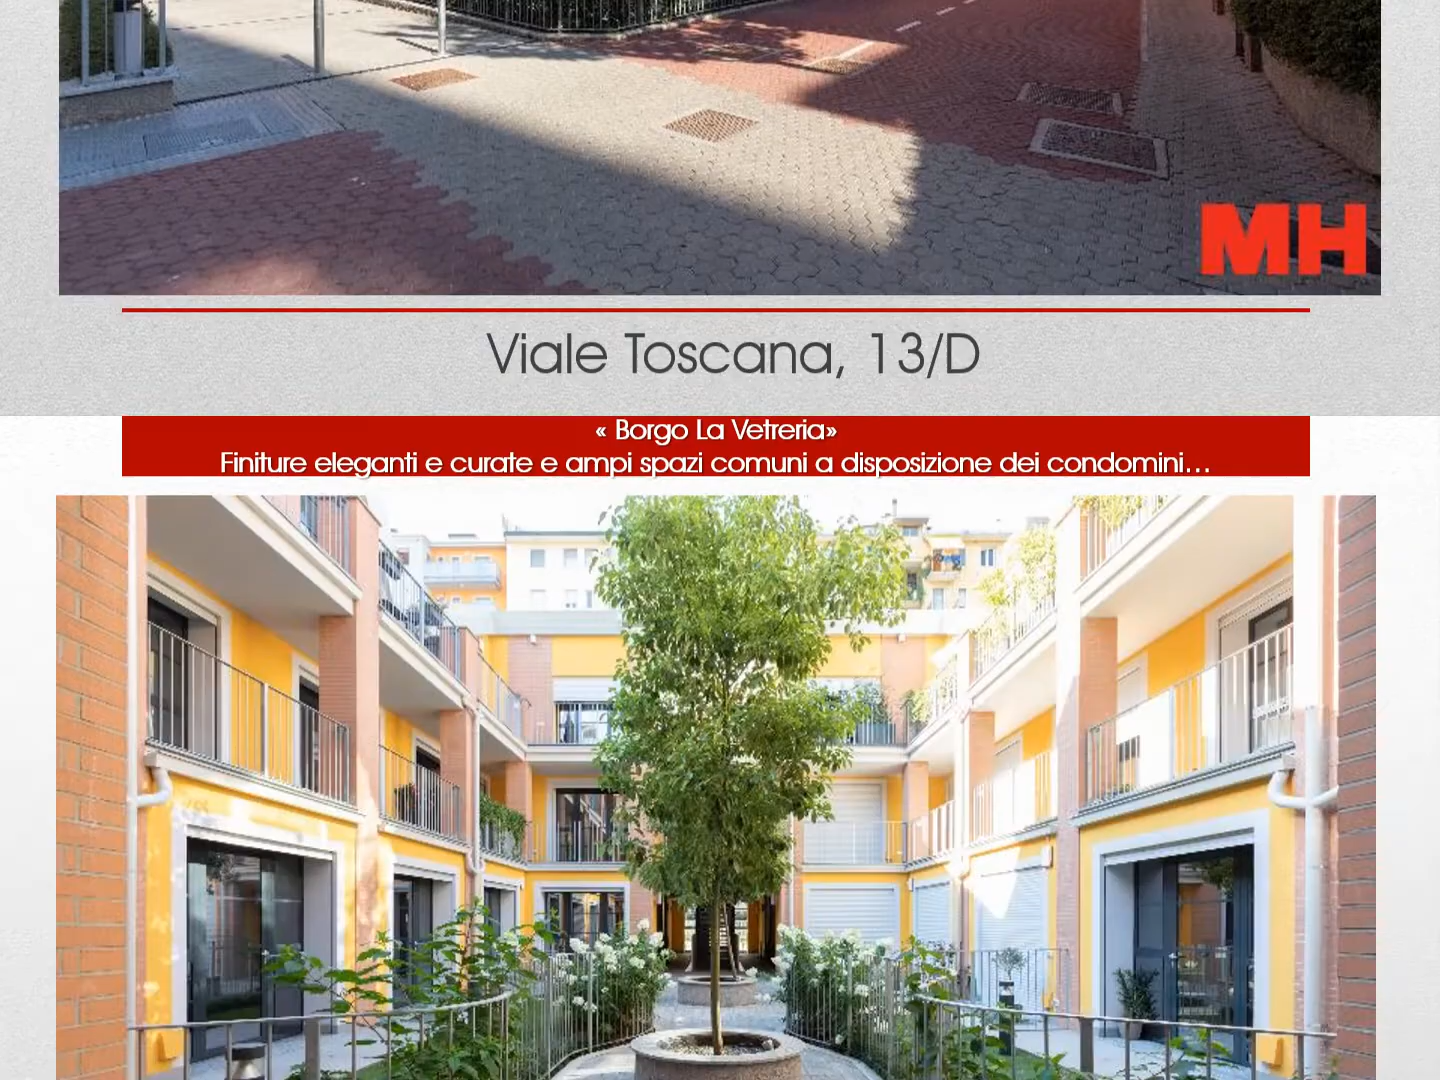 MH
Viale Toscana, 13/D
« Borgo La Vetreria»
Finiture eleganti e curate e ampi spazi comuni a disposizione dei condomini…